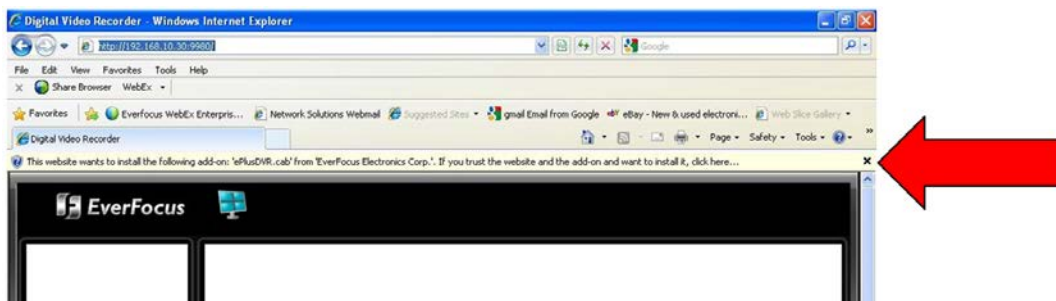 Digital Video Recorder - Windows Internet Explorer
http://192.168.10.30:9980/
Google
File Edit View Favorites Tools Help
x Share Browser WebEx
Favorites Everfocus WebEx Enterpris... Network Solutions Webmail Suggested Sites gmail Email from Google eBay - New & used electroni... Web Slice Gallery
Digital Video Recorder Page Safety Tools »
This website wants to install the following add-on: 'ePlusDVR.cab' from 'EverFocus Electronics Corp.'. If you trust the website and the add-on and want to install it, click here...
EverFocus